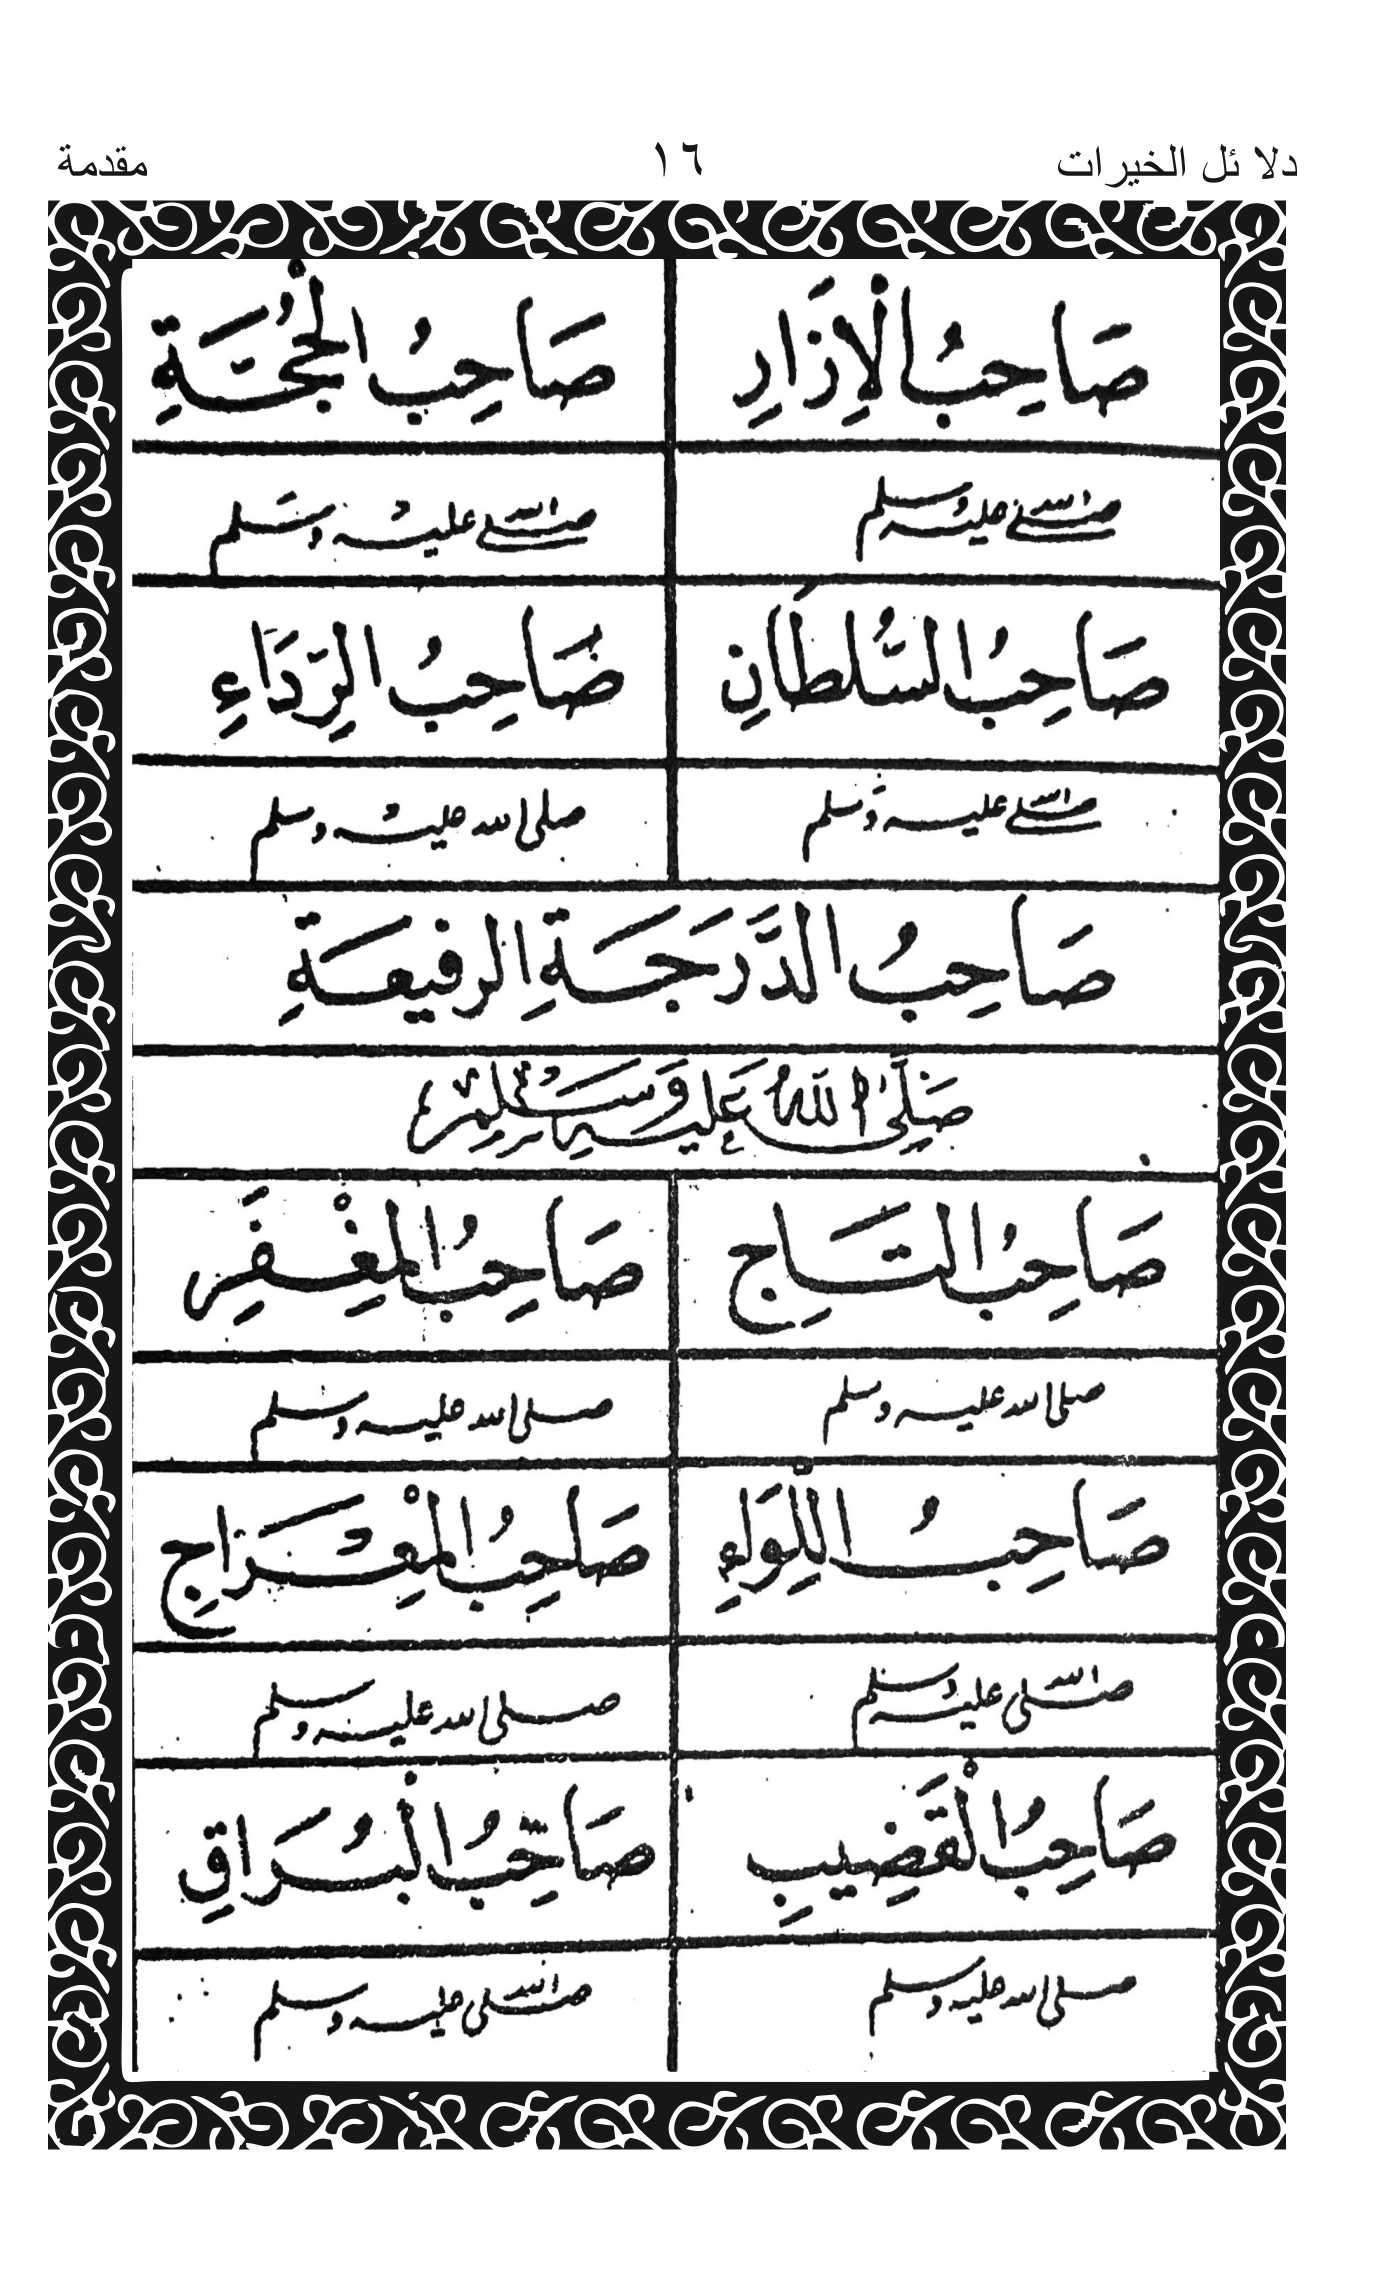 دلا ئل الخيرات ١٦ مقدمة
صَاحِبُ الْاِزَارِ صَاحِبُ الْحُجَّةِ
صلى الله عليه وسلم صلى الله عليه وسلم
صَاحِبُ السُّلْطَانِ صَاحِبُ الرِّدَاءِ
صلى الله عليه وسلم صلى الله عليه وسلم
صَاحِبُ الدَّرَجَةِ الرفيعَةِ
صَلَّى اللهُ عَلَيْهِ وَسَلَّمَ
صَاحِبُ التَّاجِ صَاحِبُ الْمِغْفَرِ
صلى الله عليه وسلم صلى الله عليه وسلم
صَاحِبُ اللِّوَاءِ صَاحِبُ الْمِعْرَاجِ
صلى الله عليه وسلم صلى الله عليه وسلم
صَاحِبُ الْقَضِيبِ صَاحِبُ الْبُرَاقِ
صلى الله عليه وسلم صلى الله عليه وسلم